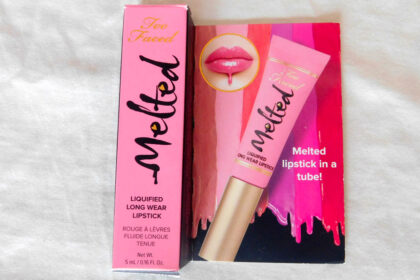 Too
Faced
Melted
LIQUIFIED
LONG WEAR
LIPSTICK
ROUGE À LÈVRES
FLUIDE LONGUE
TENUE
Net Wt.
5 mL / 0.16 Fl. Oz.
Too
Faced
Melted
LIQUIFIED
LONG WEAR LIPSTICK
Melted
lipstick in a
tube!